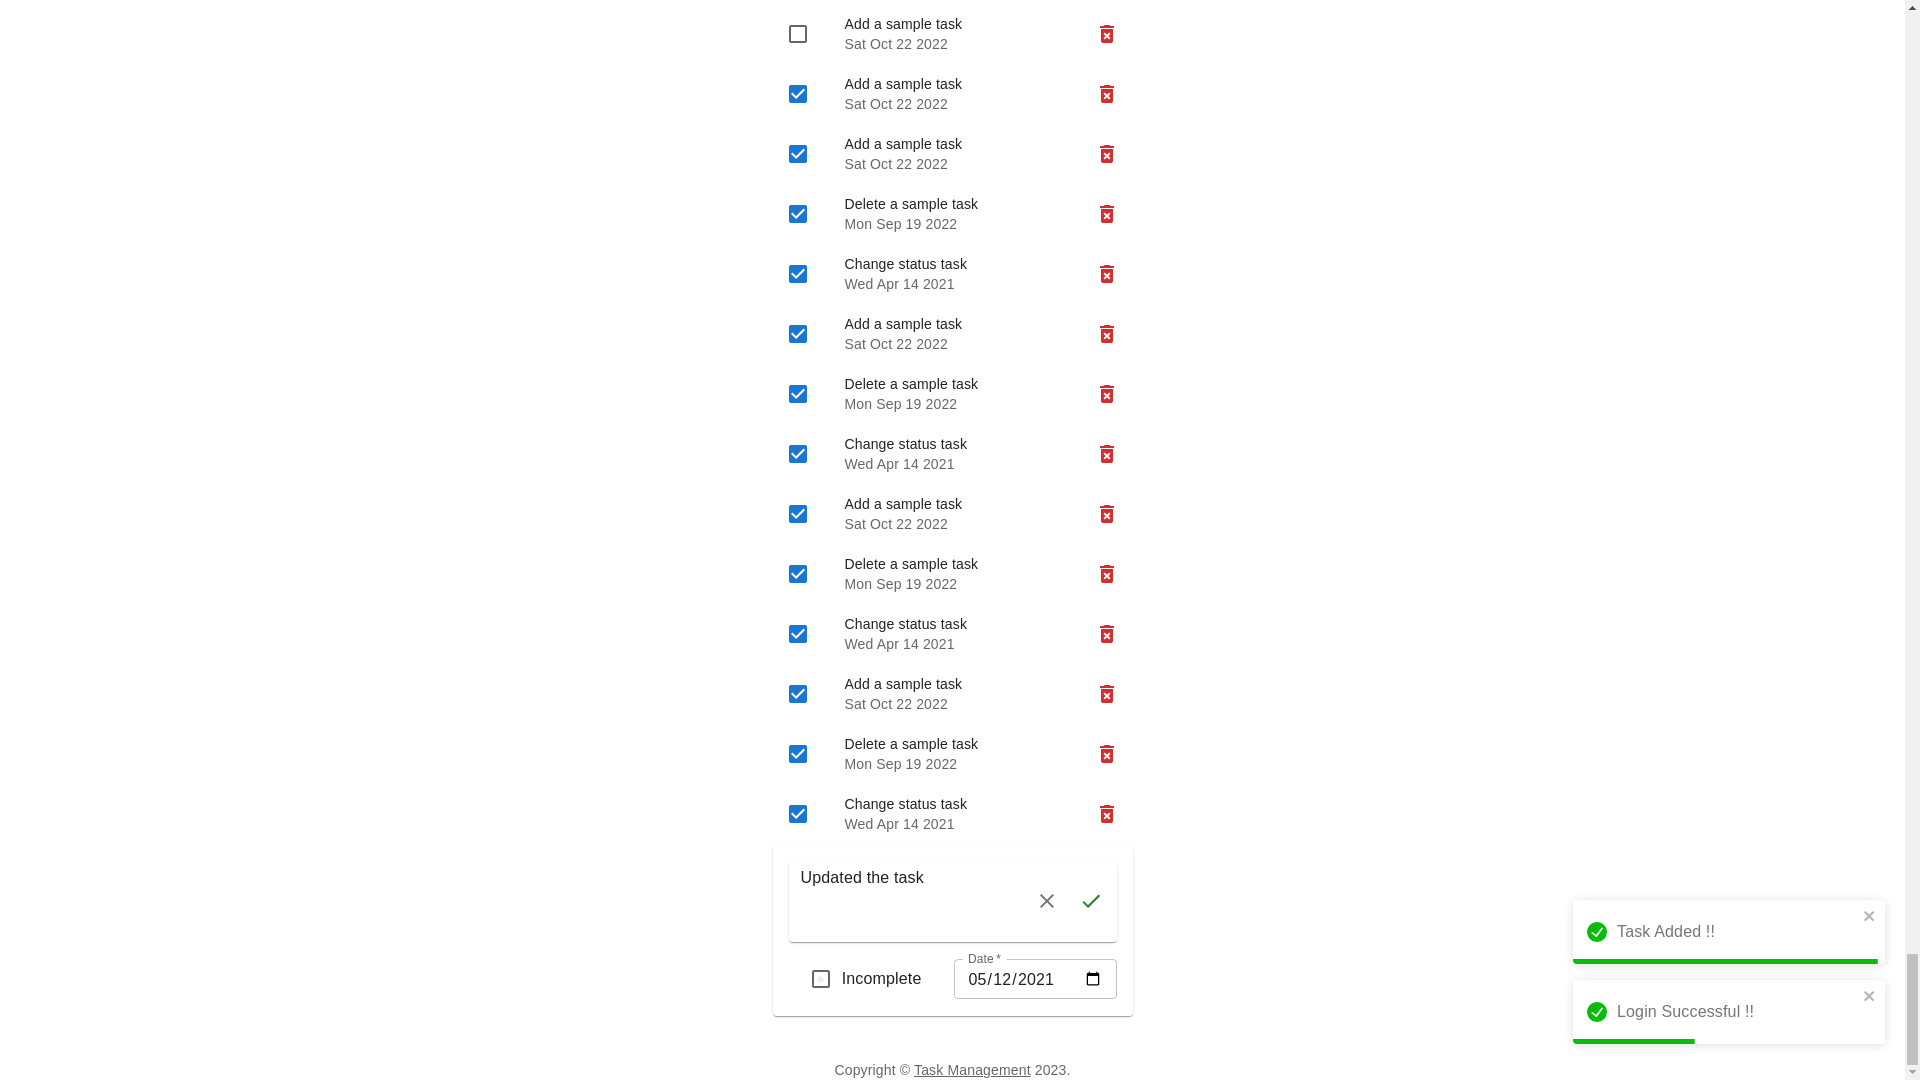 Add a sample task
Sat Oct 22 2022
Add a sample task
Sat Oct 22 2022
Add a sample task
Sat Oct 22 2022
Delete a sample task
Mon Sep 19 2022
Change status task
Wed Apr 14 2021
Add a sample task
Sat Oct 22 2022
Delete a sample task
Mon Sep 19 2022
Change status task
Wed Apr 14 2021
Add a sample task
Sat Oct 22 2022
Delete a sample task
Mon Sep 19 2022
Change status task
Wed Apr 14 2021
Add a sample task
Sat Oct 22 2022
Delete a sample task
Mon Sep 19 2022
Change status task
Wed Apr 14 2021
Updated the task
Date *
Incomplete 05/12/2021
Task Added !!
Login Successful !!
Copyright © Task Management 2023.